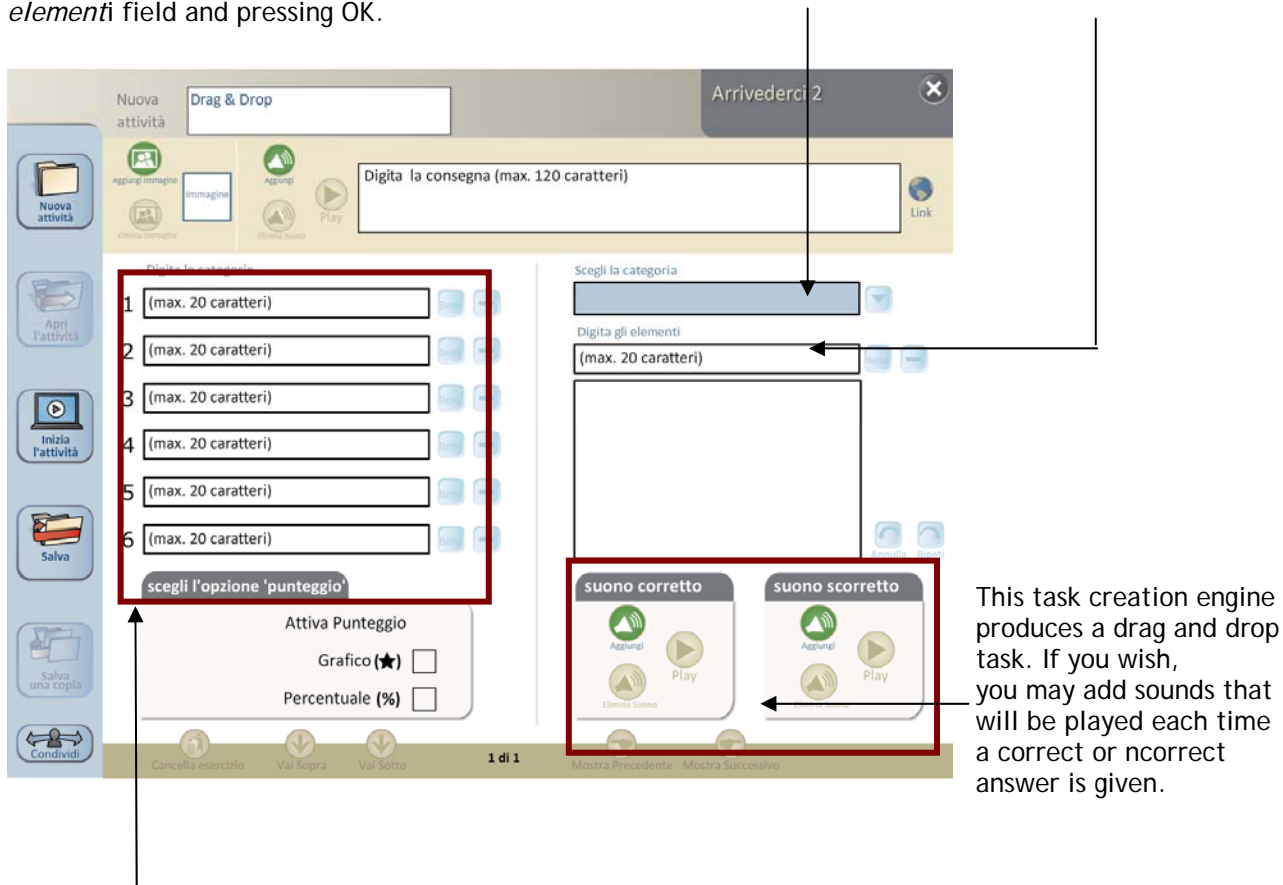 elementi field and pressing OK.
Nuova
attività
Drag & Drop
Arrivederci 2
Aggiungi immagine
Immagine
Elimina Immagine
Aggiungi
Elimina Suono
Play
Digita la consegna (max. 120 caratteri)
Link
Nuova
attività
Apri
l'attività
Inizia
l'attività
Salva
Salva
una copia
Condividi
Digita le categorie
1 (max. 20 caratteri) Bene
2 (max. 20 caratteri) Bene
3 (max. 20 caratteri) Bene
4 (max. 20 caratteri) Bene
5 (max. 20 caratteri) Bene
6 (max. 20 caratteri) Bene
scegli l'opzione 'punteggio'
Attiva Punteggio
Grafico (★)
Percentuale (%)
Scegli la categoria
Digita gli elementi
(max. 20 caratteri) Bene
Annulla Ripeti
suono corretto
Aggiungi
Play
Elimina Suono
suono scorretto
Aggiungi
Play
Elimina Suono
Cancella esercizio Vai Sopra Vai Sotto 1 di 1 Mostra Precedente Mostra Successivo
This task creation engine
produces a drag and drop
task. If you wish,
you may add sounds that
will be played each time
a correct or ncorrect
answer is given.